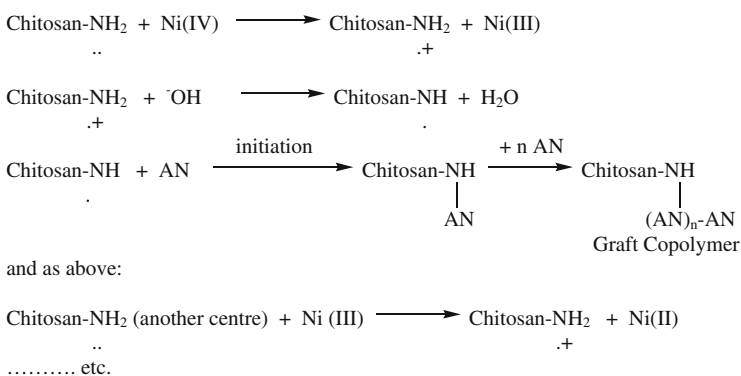 Chitosan-NH₂ + Ni(IV) ⟶ Chitosan-NH₂ + Ni(III)
.. .+
Chitosan-NH₂ + ⁻OH ⟶ Chitosan-NH + H₂O
.+ .
initiation + n AN
Chitosan-NH + AN ⟶ Chitosan-NH ⟶ Chitosan-NH
.
AN (AN)ₙ-AN
Graft Copolymer
and as above:
Chitosan-NH₂ (another centre) + Ni (III) ⟶ Chitosan-NH₂ + Ni(II)
.. .+
.......... etc.